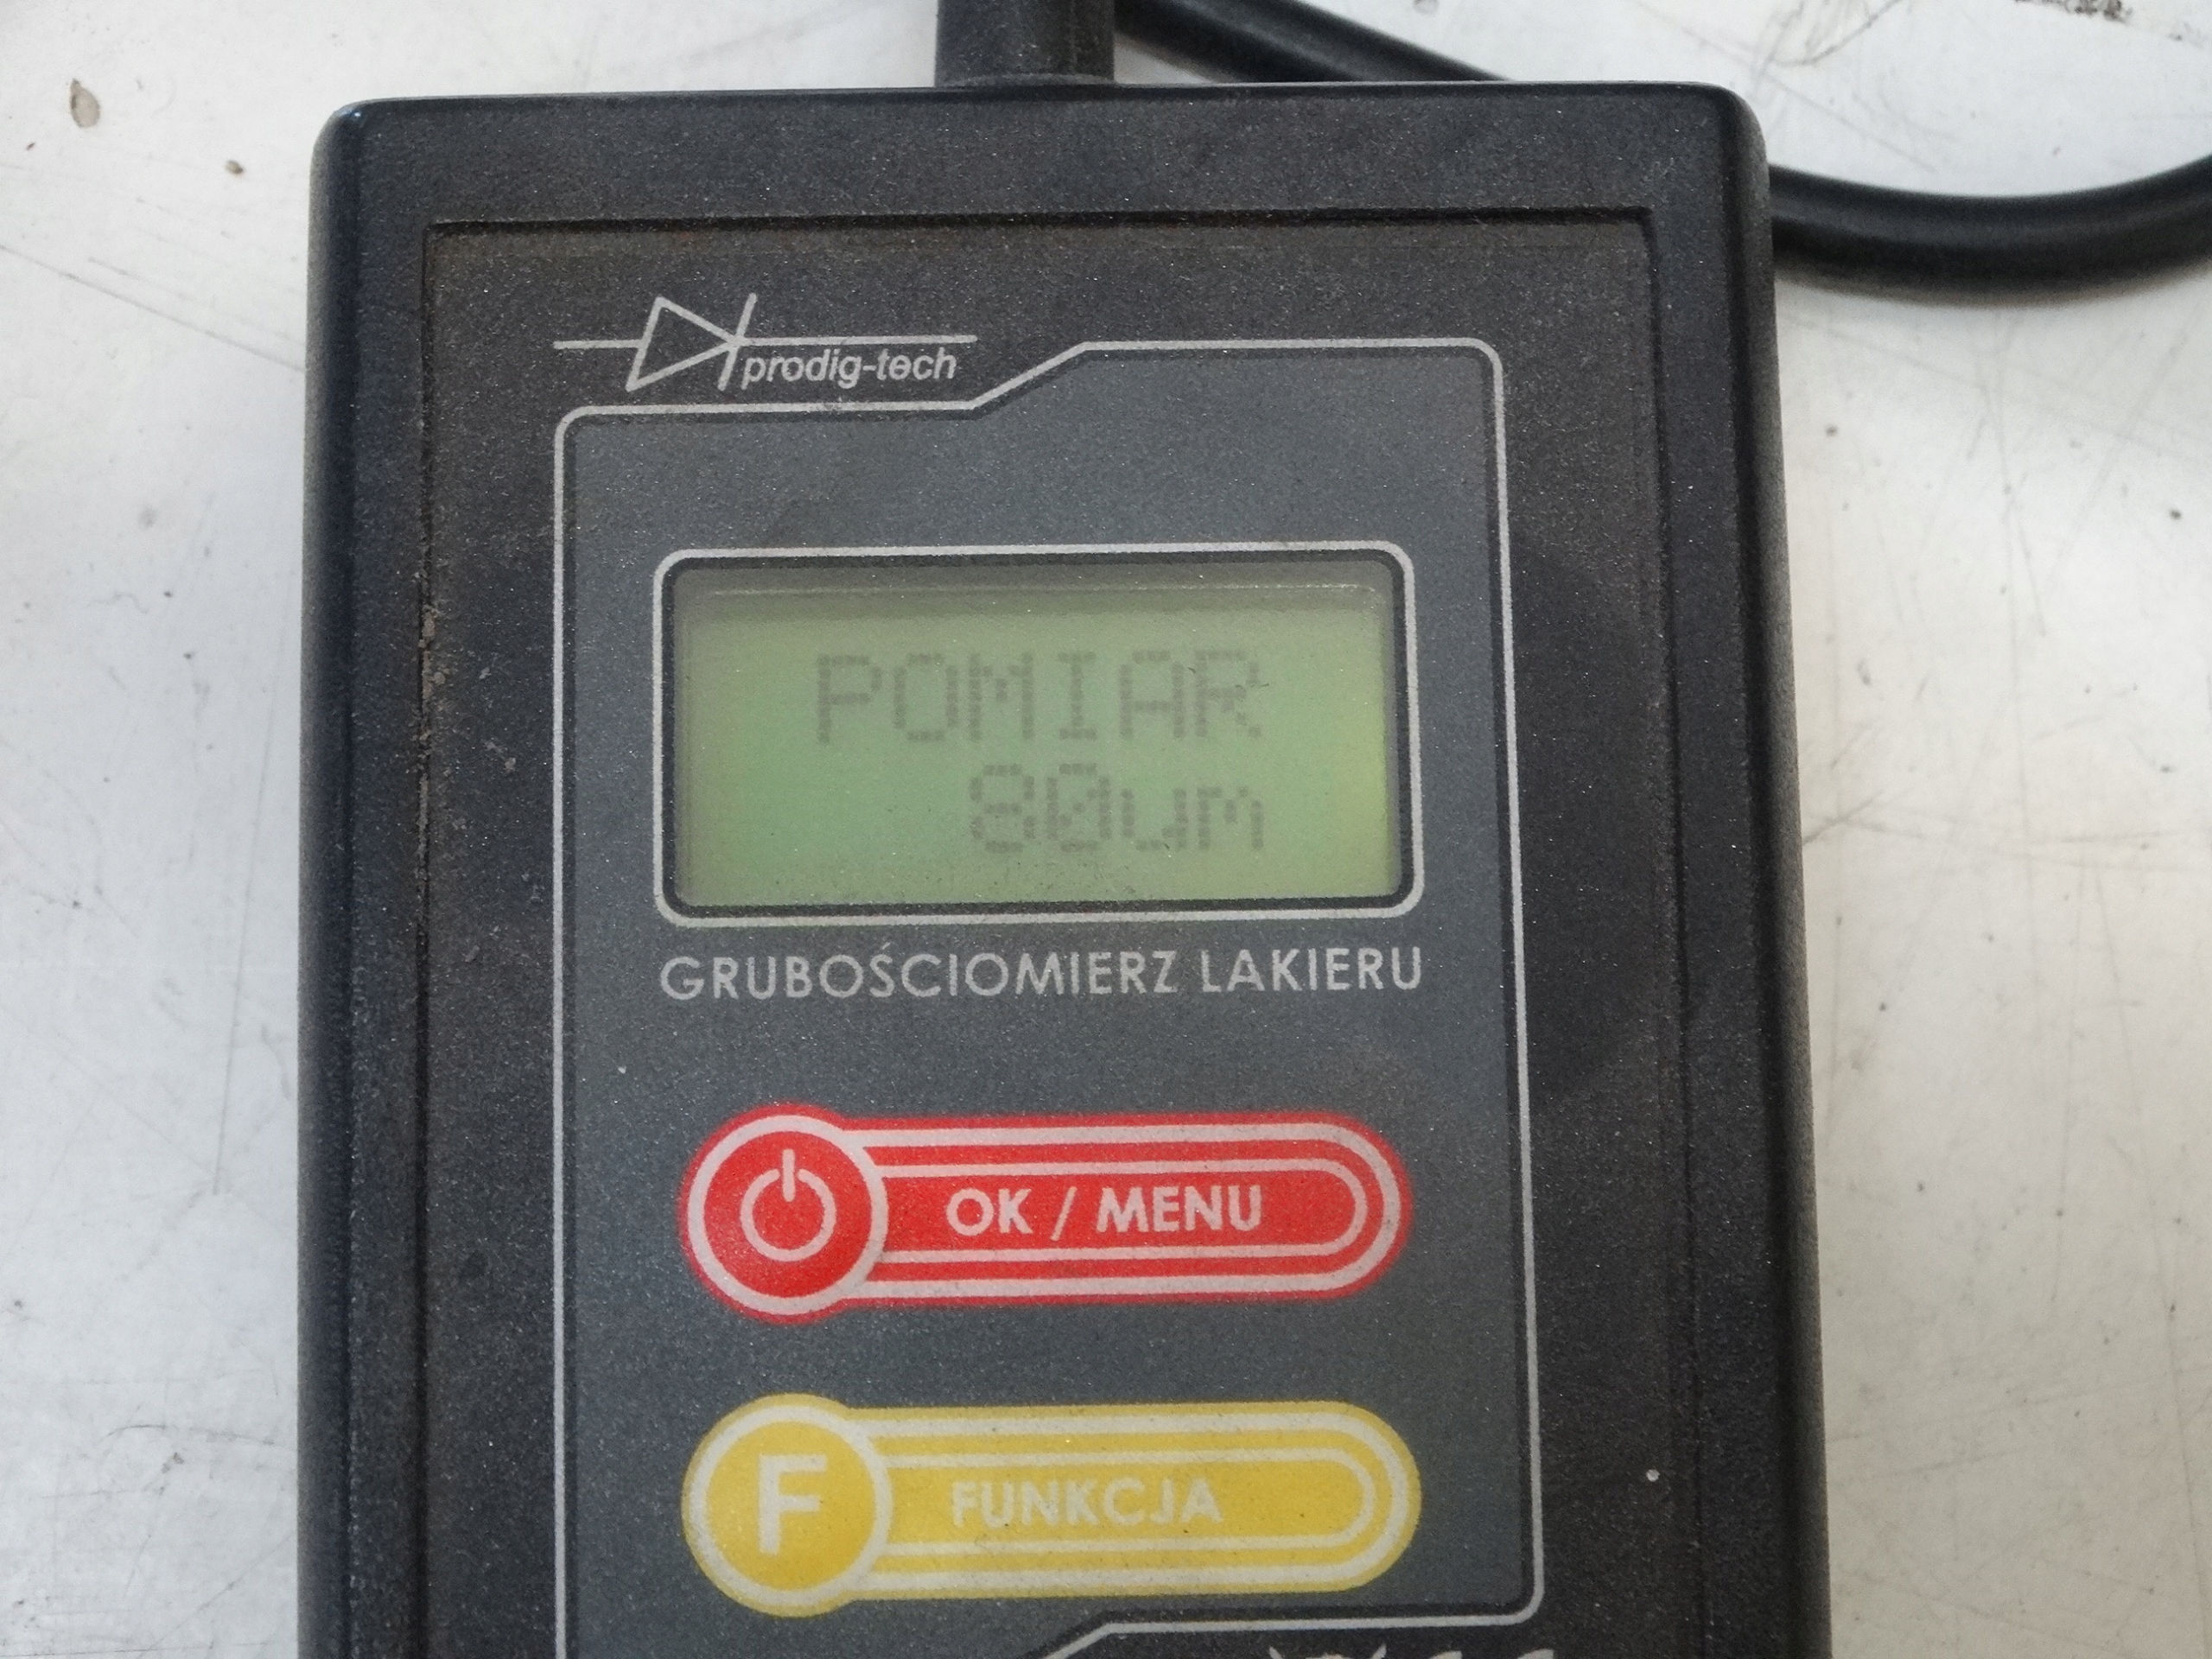 prodig-tech
POMIAR
80um
GRUBOŚCIOMIERZ LAKIERU
OK / MENU
F FUNKCJA